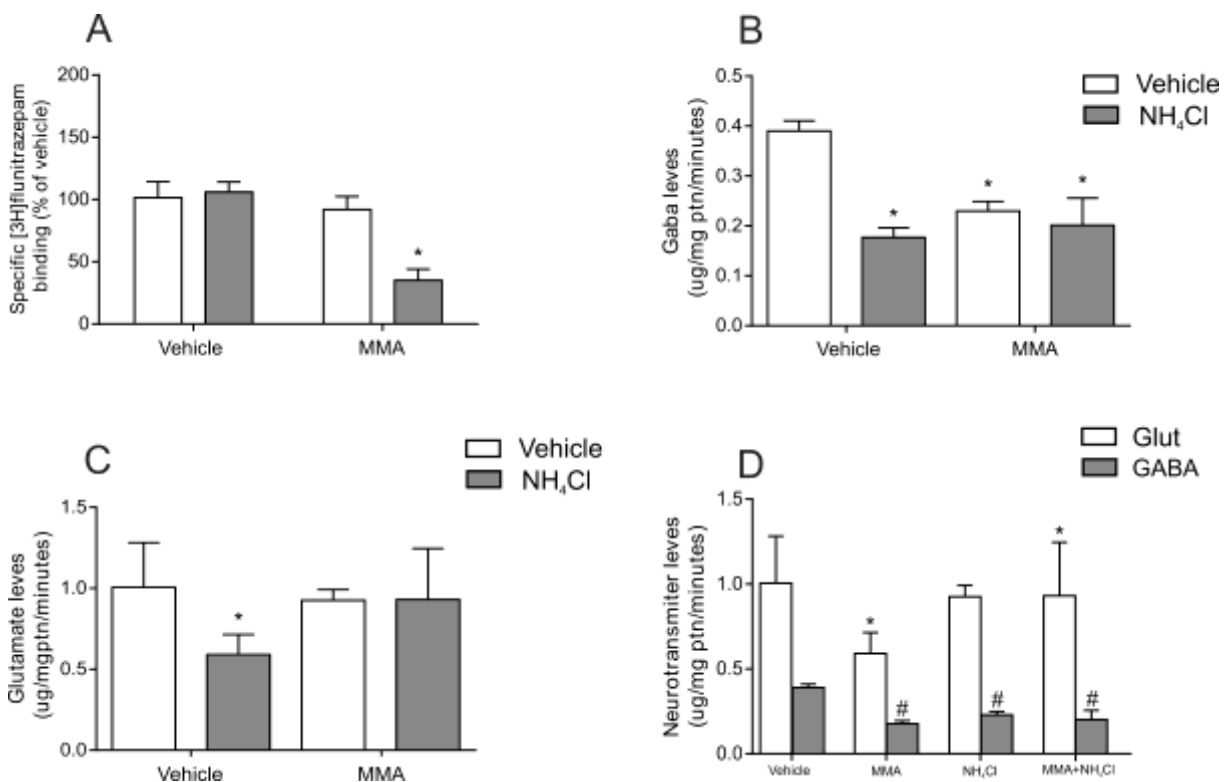 A
Specific [3H]flunitrazepam
binding (% of vehicle)
200
150
100
50
0
*
Vehicle
MMA
B
Vehicle
NH₄Cl
Gaba levels
(ug/mg ptn/minutes)
0.5
0.4
0.3
0.2
0.1
0.0
*
*
*
Vehicle
MMA
C
Vehicle
NH₄Cl
Glutamate leves
(ug/mgptn/minutes)
1.5
1.0
0.5
0.0
*
Vehicle
MMA
D
Glut
GABA
Neurotransmiter levels
(ug/mg ptn/minutes)
1.5
1.0
0.5
0.0
*
#
#
*
#
Vehicle
MMA
NH₄Cl
MMA+NH₄Cl